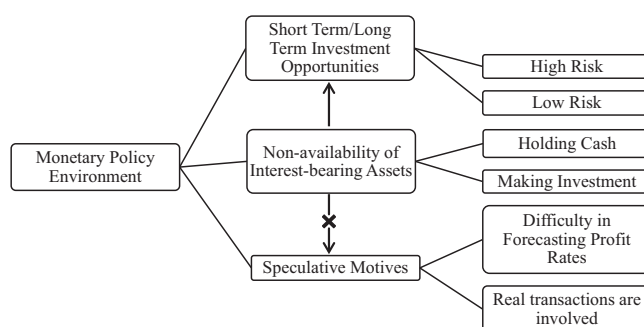 Short Term/Long
Term Investment
Opportunities
High Risk
Low Risk
Monetary Policy
Environment
Non-availability of
Interest-bearing Assets
Holding Cash
Making Investment
Speculative Motives
Difficulty in
Forecasting Profit
Rates
Real transactions are
involved